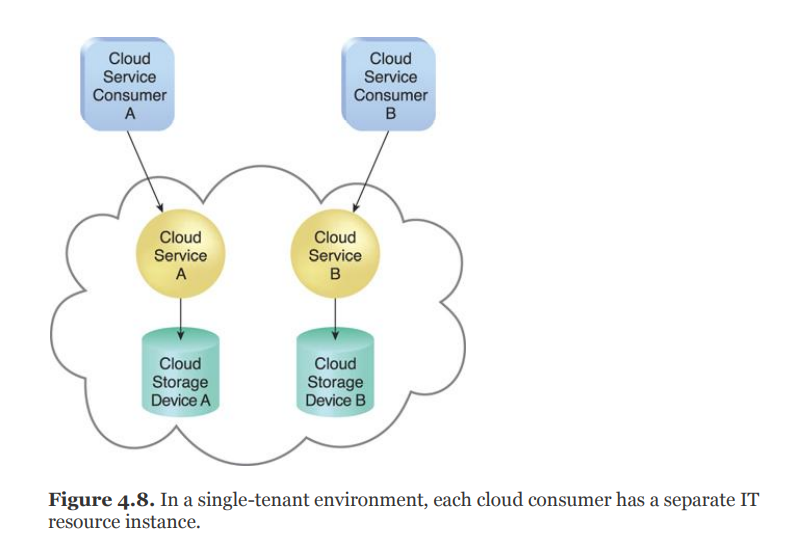 Cloud
Service
Consumer
A
Cloud
Service
Consumer
B
Cloud
Service
A
Cloud
Service
B
Cloud
Storage
Device A
Cloud
Storage
Device B
Figure 4.8. In a single-tenant environment, each cloud consumer has a separate IT
resource instance.